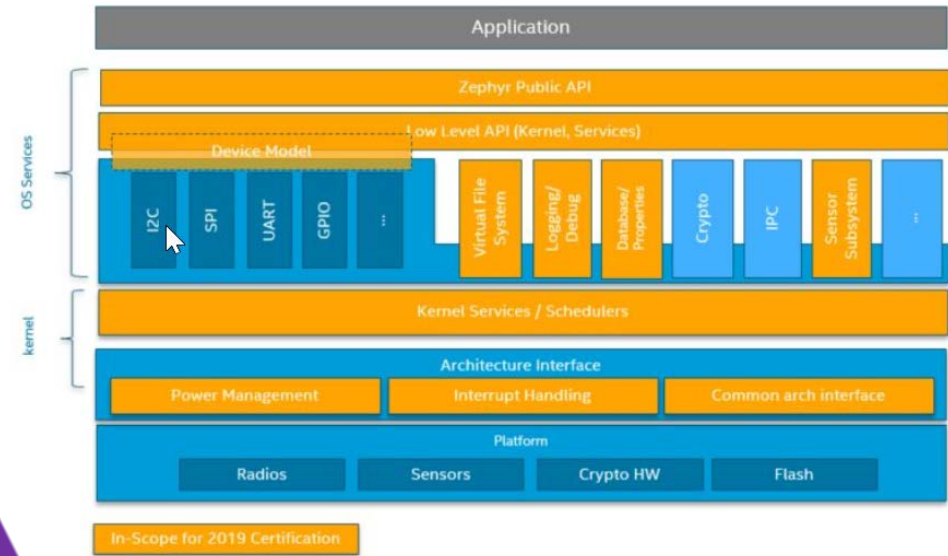 Application
Zephyr Public API
Low Level API (Kernel, Services)
Device Model
OS Services
I2C
SPI
UART
GPIO
...
Virtual File
System
Logging/
Debug
Database/
Properties
Crypto
IPC
Sensor
Subsystem
...
kernel
Kernel Services / Schedulers
Architecture Interface
Power Management
Interrupt Handling
Common arch interface
Platform
Radios
Sensors
Crypto HW
Flash
In-Scope for 2019 Certification